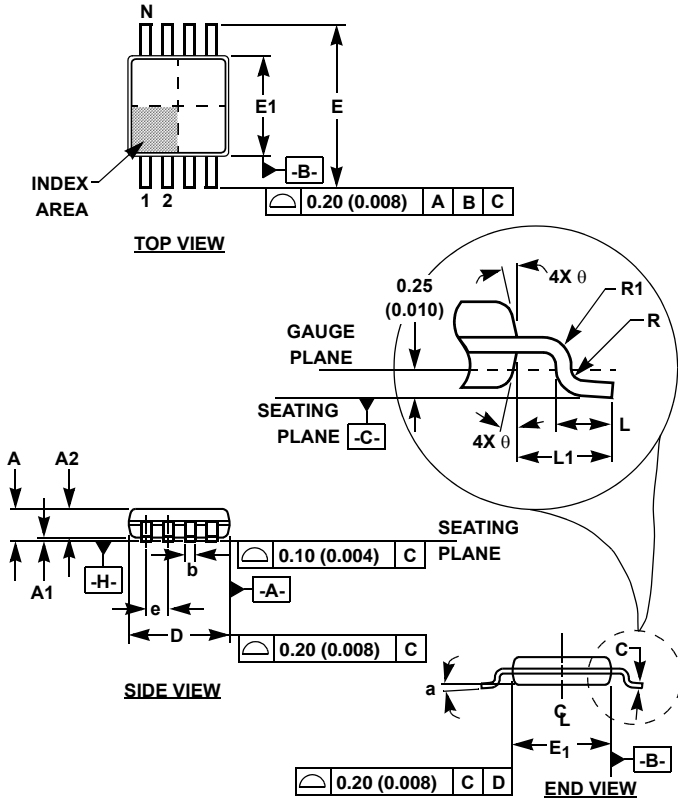 N
E1
E
-B-
INDEX
AREA
1 2
0.20 (0.008) A B C
TOP VIEW
0.25
(0.010)
4X θ
R1
R
GAUGE
PLANE
SEATING
PLANE -C-
4X θ
L
L1
A A2
SEATING
PLANE
A1
-H-
b
0.10 (0.004) C
-A-
e
D
0.20 (0.008) C
SIDE VIEW
a
C
CL
E1
-B-
0.20 (0.008) C D
END VIEW